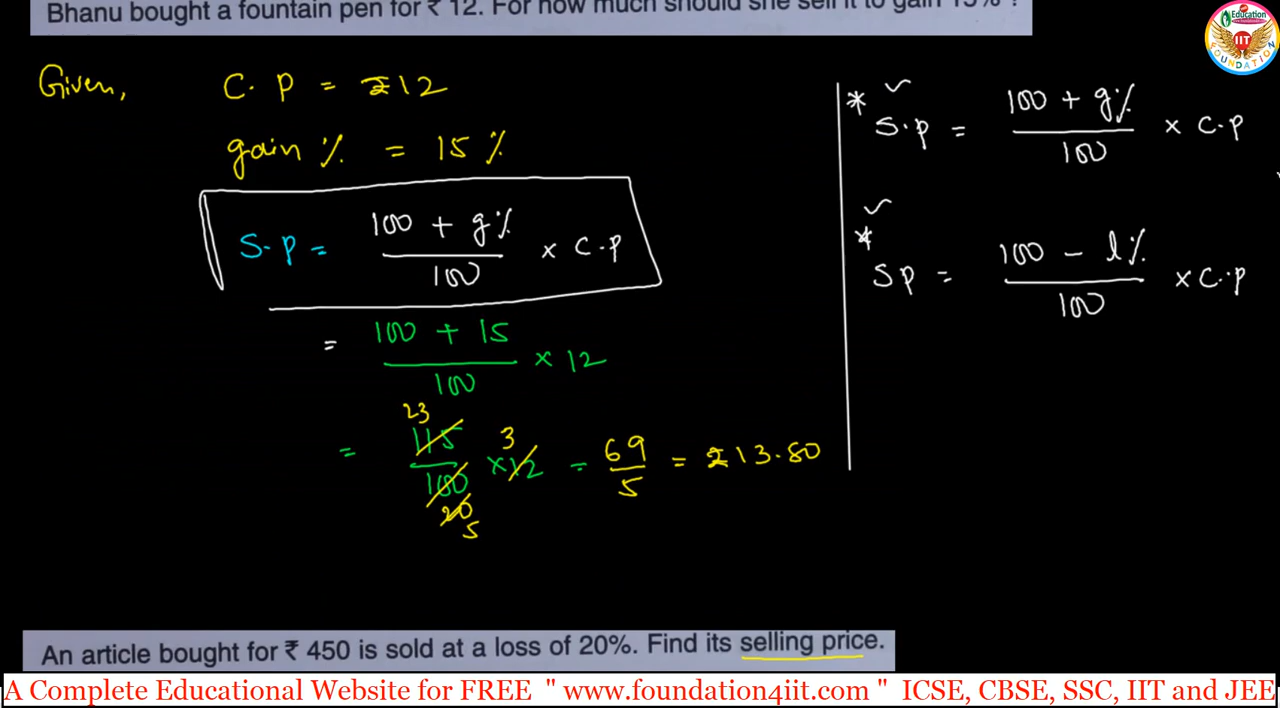 Bhanu bought a fountain pen for ₹ 12. For how much should she sell it to gain 15% ?
Education
IIT
FOUNDATION
Given, C.P = ₹12
gain % = 15 %
S.P = 100 + g% / 100 × C.P
= 100 + 15 / 100 × 12
= 115 / 100 × 12 = 69 / 5 = ₹13.80
23
3
20
5
* ✓ S.P = 100 + g% / 100 × C.P
✓ * SP = 100 - l% / 100 × C.P
An article bought for ₹ 450 is sold at a loss of 20%. Find its selling price.
A Complete Educational Website for FREE " www.foundation4iit.com " ICSE, CBSE, SSC, IIT and JEE